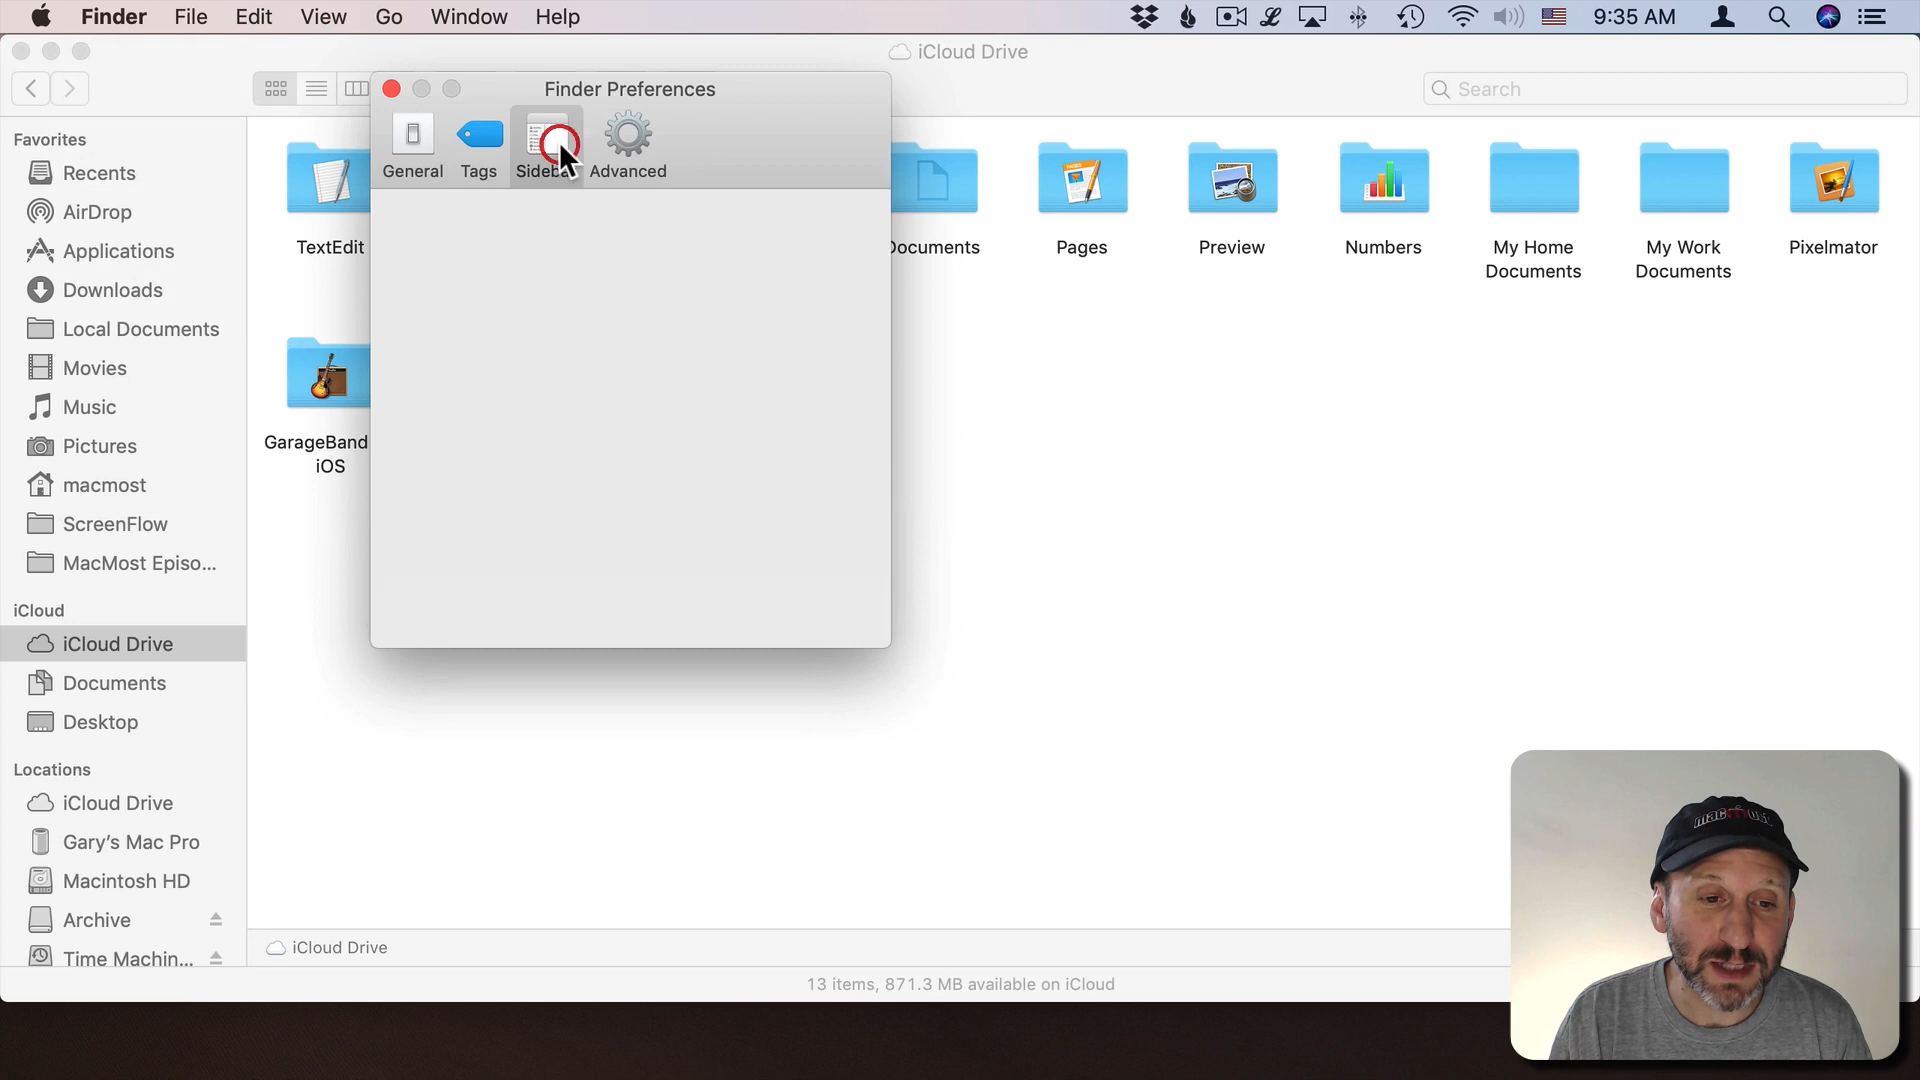 Finder File Edit View Go Window Help 9:35 AM
iCloud Drive
Search
Finder Preferences
General Tags Sidebar Advanced
Favorites
Recents
AirDrop
Applications
Downloads
Local Documents
Movies
Music
Pictures
macmost
ScreenFlow
MacMost Episo...
iCloud
iCloud Drive
Documents
Desktop
Locations
iCloud Drive
Gary's Mac Pro
Macintosh HD
Archive
Time Machin...
TextEdit
Documents
Pages
Preview
Numbers
My Home
Documents
My Work
Documents
Pixelmator
GarageBand
iOS
iCloud Drive
13 items, 871.3 MB available on iCloud
macmost